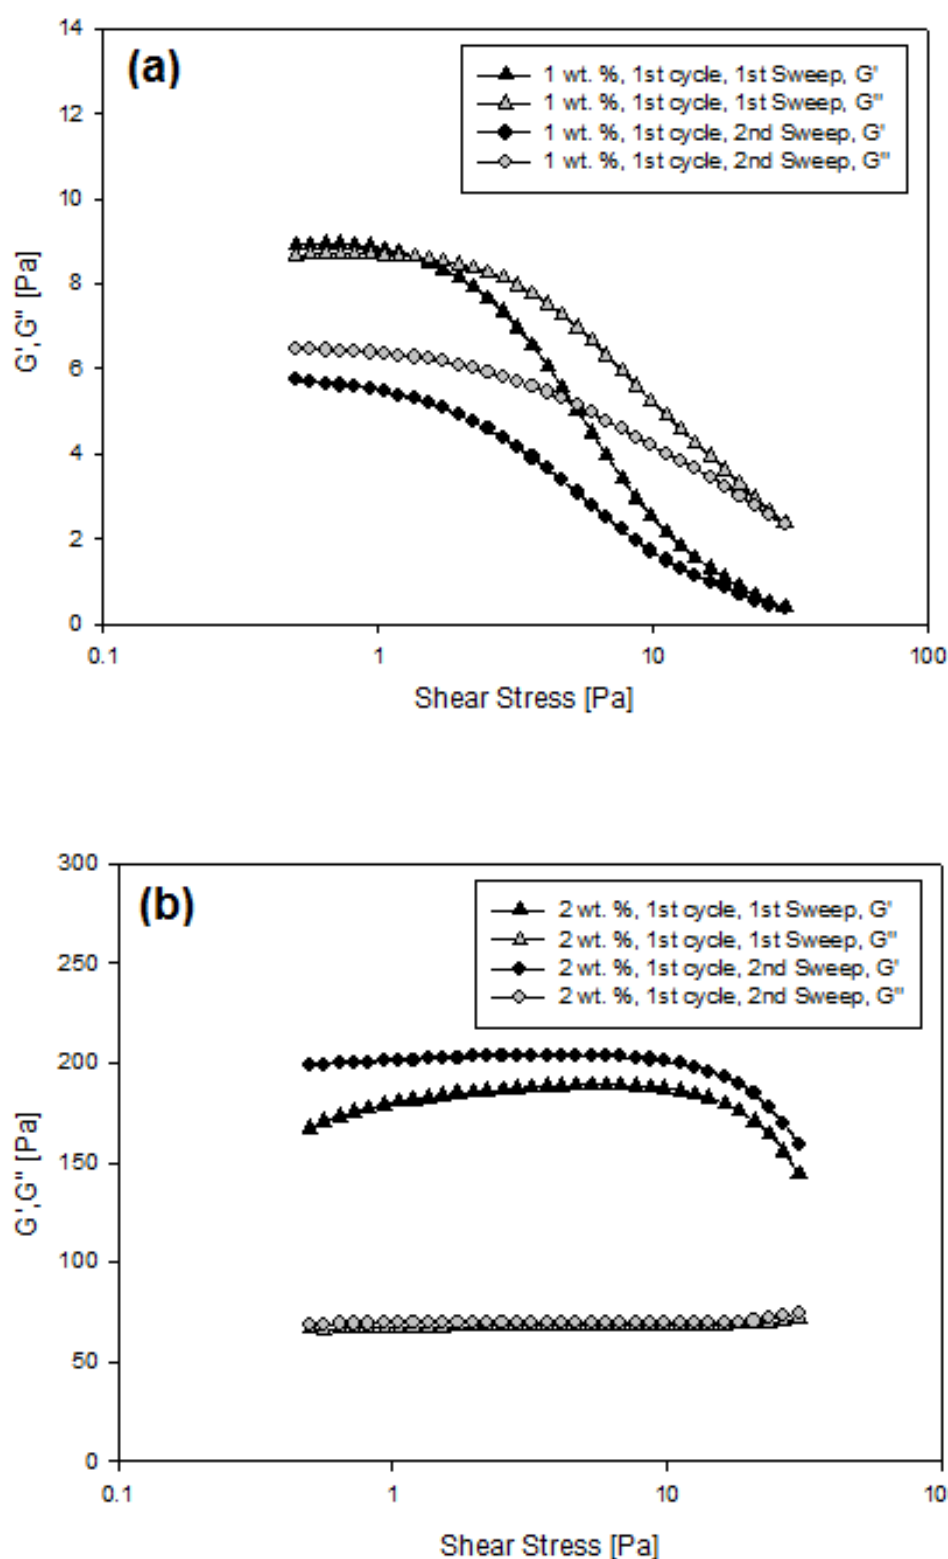 (a)
1 wt. %, 1st cycle, 1st Sweep, G'
1 wt. %, 1st cycle, 1st Sweep, G"
1 wt. %, 1st cycle, 2nd Sweep, G'
1 wt. %, 1st cycle, 2nd Sweep, G"
14
12
10
8
6
4
2
0
G',G" [Pa]
0.1 1 10 100
Shear Stress [Pa]
(b)
2 wt. %, 1st cycle, 1st Sweep, G'
2 wt. %, 1st cycle, 1st Sweep, G"
2 wt. %, 1st cycle, 2nd Sweep, G'
2 wt. %, 1st cycle, 2nd Sweep, G"
300
250
200
150
100
50
0
G',G" [Pa]
0.1 1 10 10
Shear Stress [Pa]